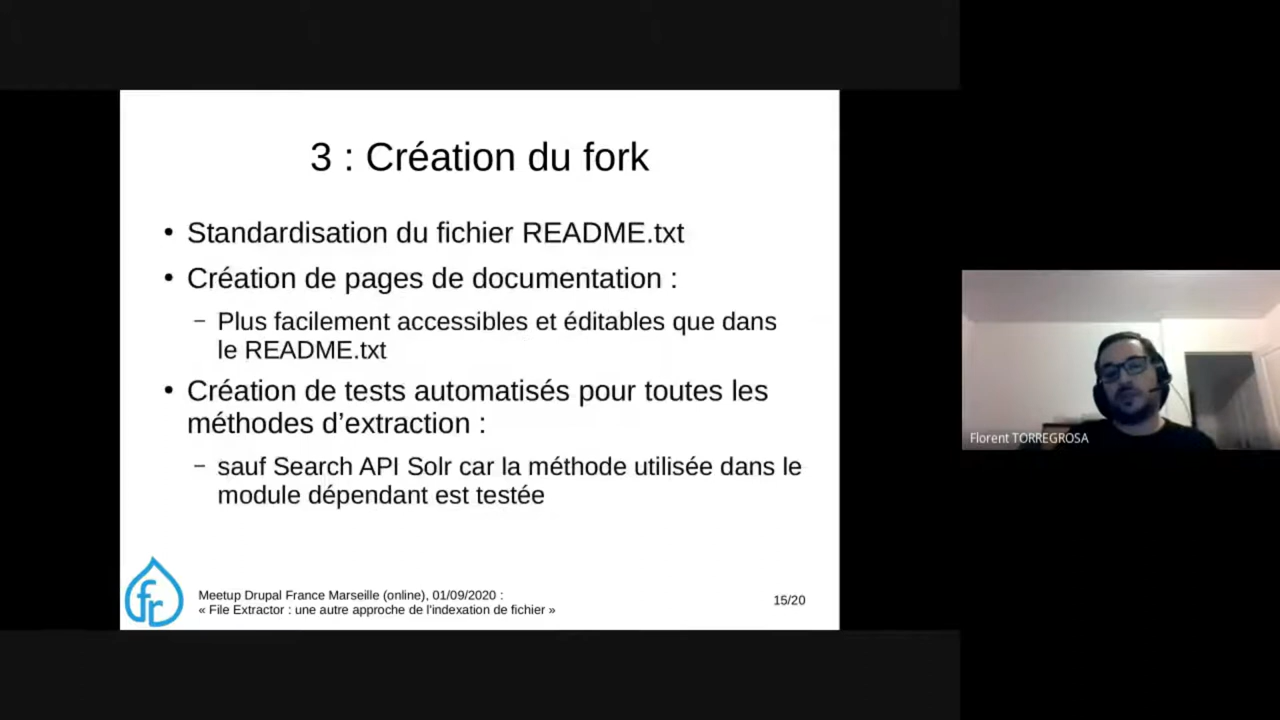 3 : Création du fork
• Standardisation du fichier README.txt
• Création de pages de documentation :
– Plus facilement accessibles et éditables que dans
le README.txt
• Création de tests automatisés pour toutes les
méthodes d’extraction :
– sauf Search API Solr car la méthode utilisée dans le
module dépendant est testée
fr
Meetup Drupal France Marseille (online), 01/09/2020 :
« File Extractor : une autre approche de l'indexation de fichier »
15/20
Florent TORREGROSA